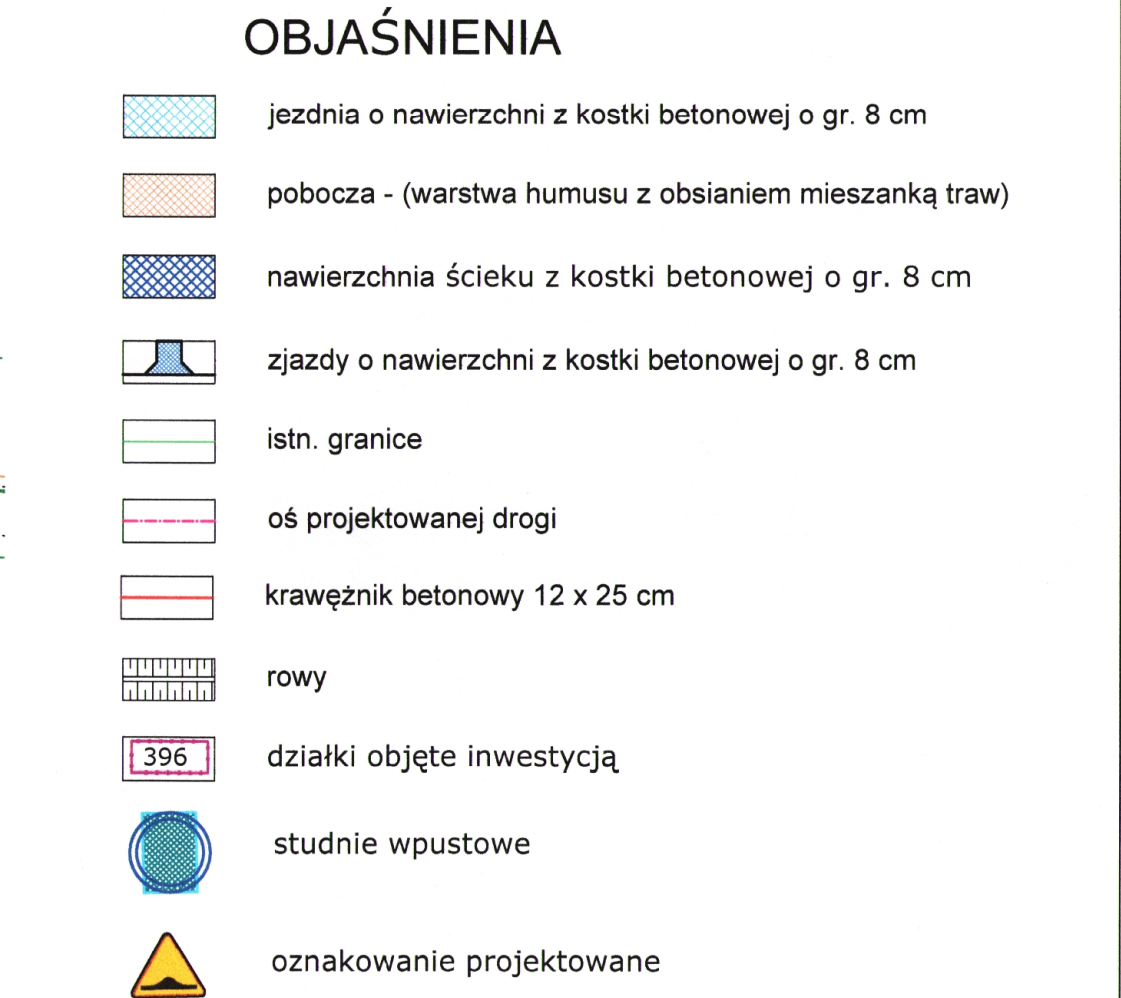 OBJAŚNIENIA
jezdnia o nawierzchni z kostki betonowej o gr. 8 cm
pobocza - (warstwa humusu z obsianiem mieszanką traw)
nawierzchnia ścieku z kostki betonowej o gr. 8 cm
zjazdy o nawierzchni z kostki betonowej o gr. 8 cm
istn. granice
oś projektowanej drogi
krawężnik betonowy 12 x 25 cm
rowy
396 działki objęte inwestycją
studnie wpustowe
oznakowanie projektowane